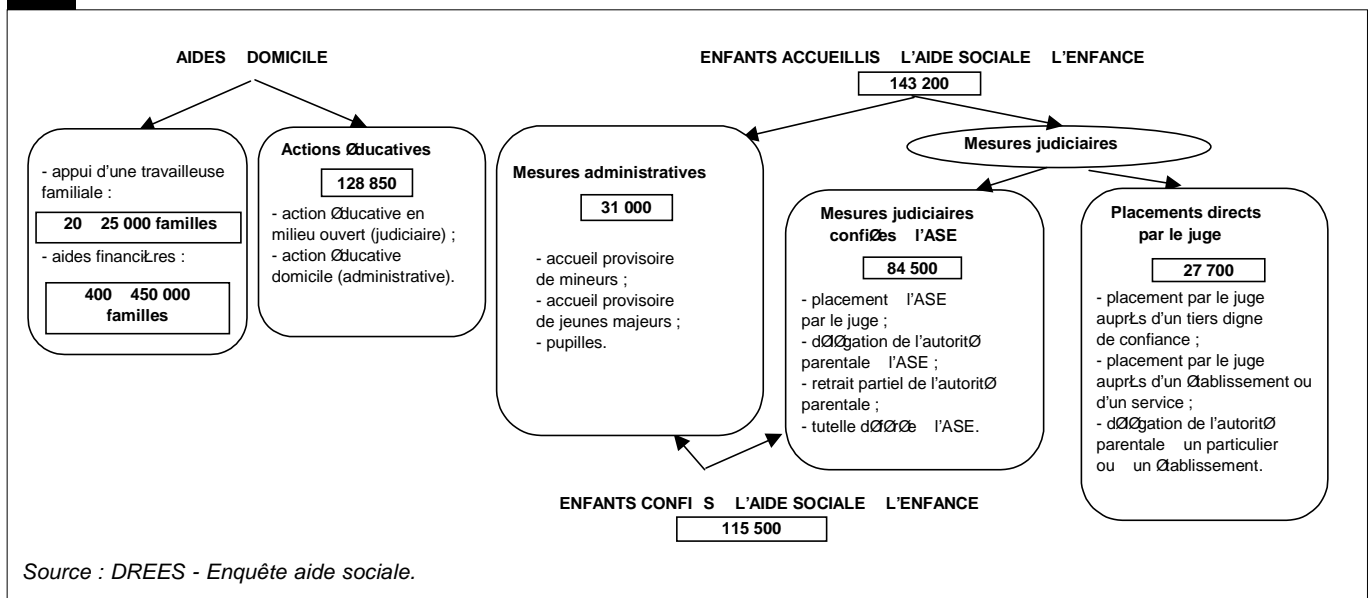 AIDES DOMICILE
ENFANTS ACCUEILLIS L'AIDE SOCIALE L'ENFANCE
143 200
- appui d'une travailleuse
familiale :
20 25 000 familles
- aides financiŁres :
400 450 000
familles
Actions Øducatives
128 850
- action Øducative en
milieu ouvert (judiciaire) ;
- action Øducative
domicile (administrative).
Mesures administratives
31 000
- accueil provisoire
de mineurs ;
- accueil provisoire
de jeunes majeurs ;
- pupilles.
Mesures judiciaires
Mesures judiciaires
confiØes l'ASE
84 500
- placement l'ASE
par le juge ;
- dØlØgation de l'autoritØ
parentale l'ASE ;
- retrait partiel de l'autoritØ
parentale ;
- tutelle dØfØrØe l'ASE.
Placements directs
par le juge
27 700
- placement par le juge
auprŁs d'un tiers digne
de confiance ;
- placement par le juge
auprŁs d'un Øtablissement ou
d'un service ;
- dØlØgation de l'autoritØ
parentale un particulier
ou un Øtablissement.
ENFANTS CONFI S L'AIDE SOCIALE L'ENFANCE
115 500
Source : DREES - Enquête aide sociale.